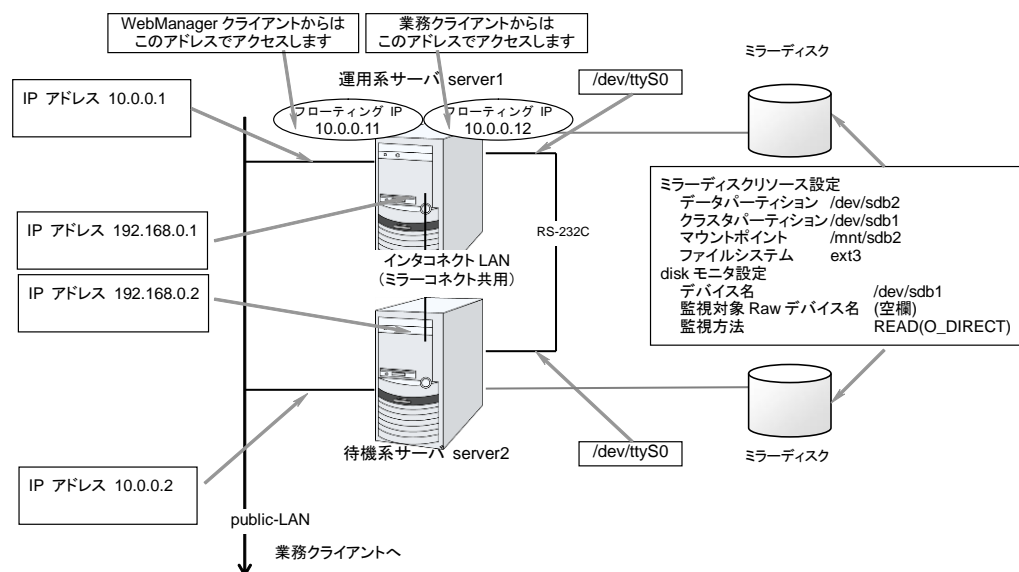 WebManager クライアントからは
このアドレスでアクセスします
業務クライアントからは
このアドレスでアクセスします
ミラーディスク
運用系サーバ server1
/dev/ttyS0
IP アドレス 10.0.0.1
フローティング IP
10.0.0.11
フローティング IP
10.0.0.12
ミラーディスクリソース設定
データパーティション /dev/sdb2
クラスタパーティション /dev/sdb1
マウントポイント /mnt/sdb2
ファイルシステム ext3
disk モニタ設定
デバイス名 /dev/sdb1
監視対象 Raw デバイス名 (空欄)
監視方法 READ(O_DIRECT)
IP アドレス 192.168.0.1
RS-232C
インタコネクト LAN
(ミラーコネクト共用)
IP アドレス 192.168.0.2
待機系サーバ server2
/dev/ttyS0
ミラーディスク
IP アドレス 10.0.0.2
public-LAN
業務クライアントへ